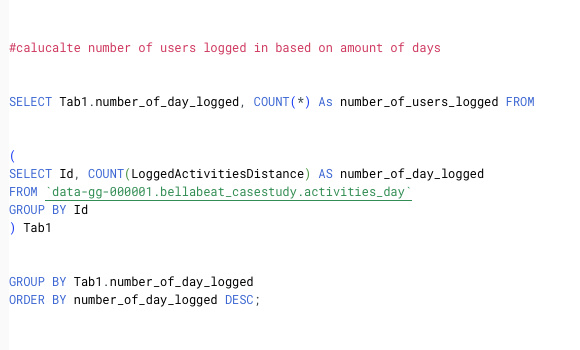 #calucalte number of users logged in based on amount of days
SELECT Tab1.number_of_day_logged, COUNT(*) As number_of_users_logged FROM
(
SELECT Id, COUNT(LoggedActivitiesDistance) AS number_of_day_logged
FROM `data-gg-000001.bellabeat_casestudy.activities_day`
GROUP BY Id
) Tab1
GROUP BY Tab1.number_of_day_logged
ORDER BY number_of_day_logged DESC;